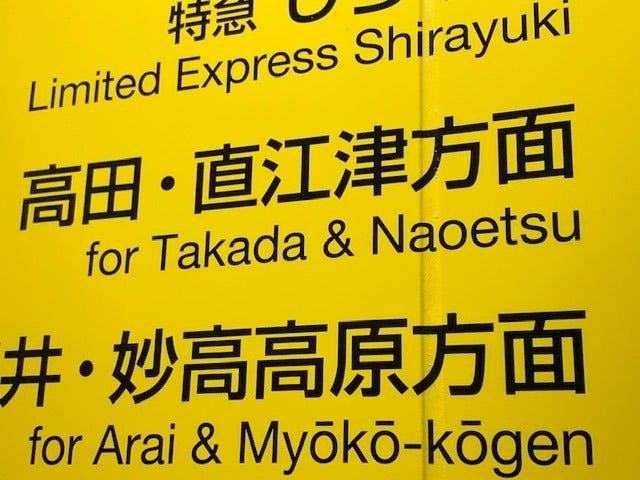 特急
Limited Express Shirayuki
高田・直江津方面
for Takada & Naoetsu
井・妙高高原方面
for Arai & Myōkō-kōgen